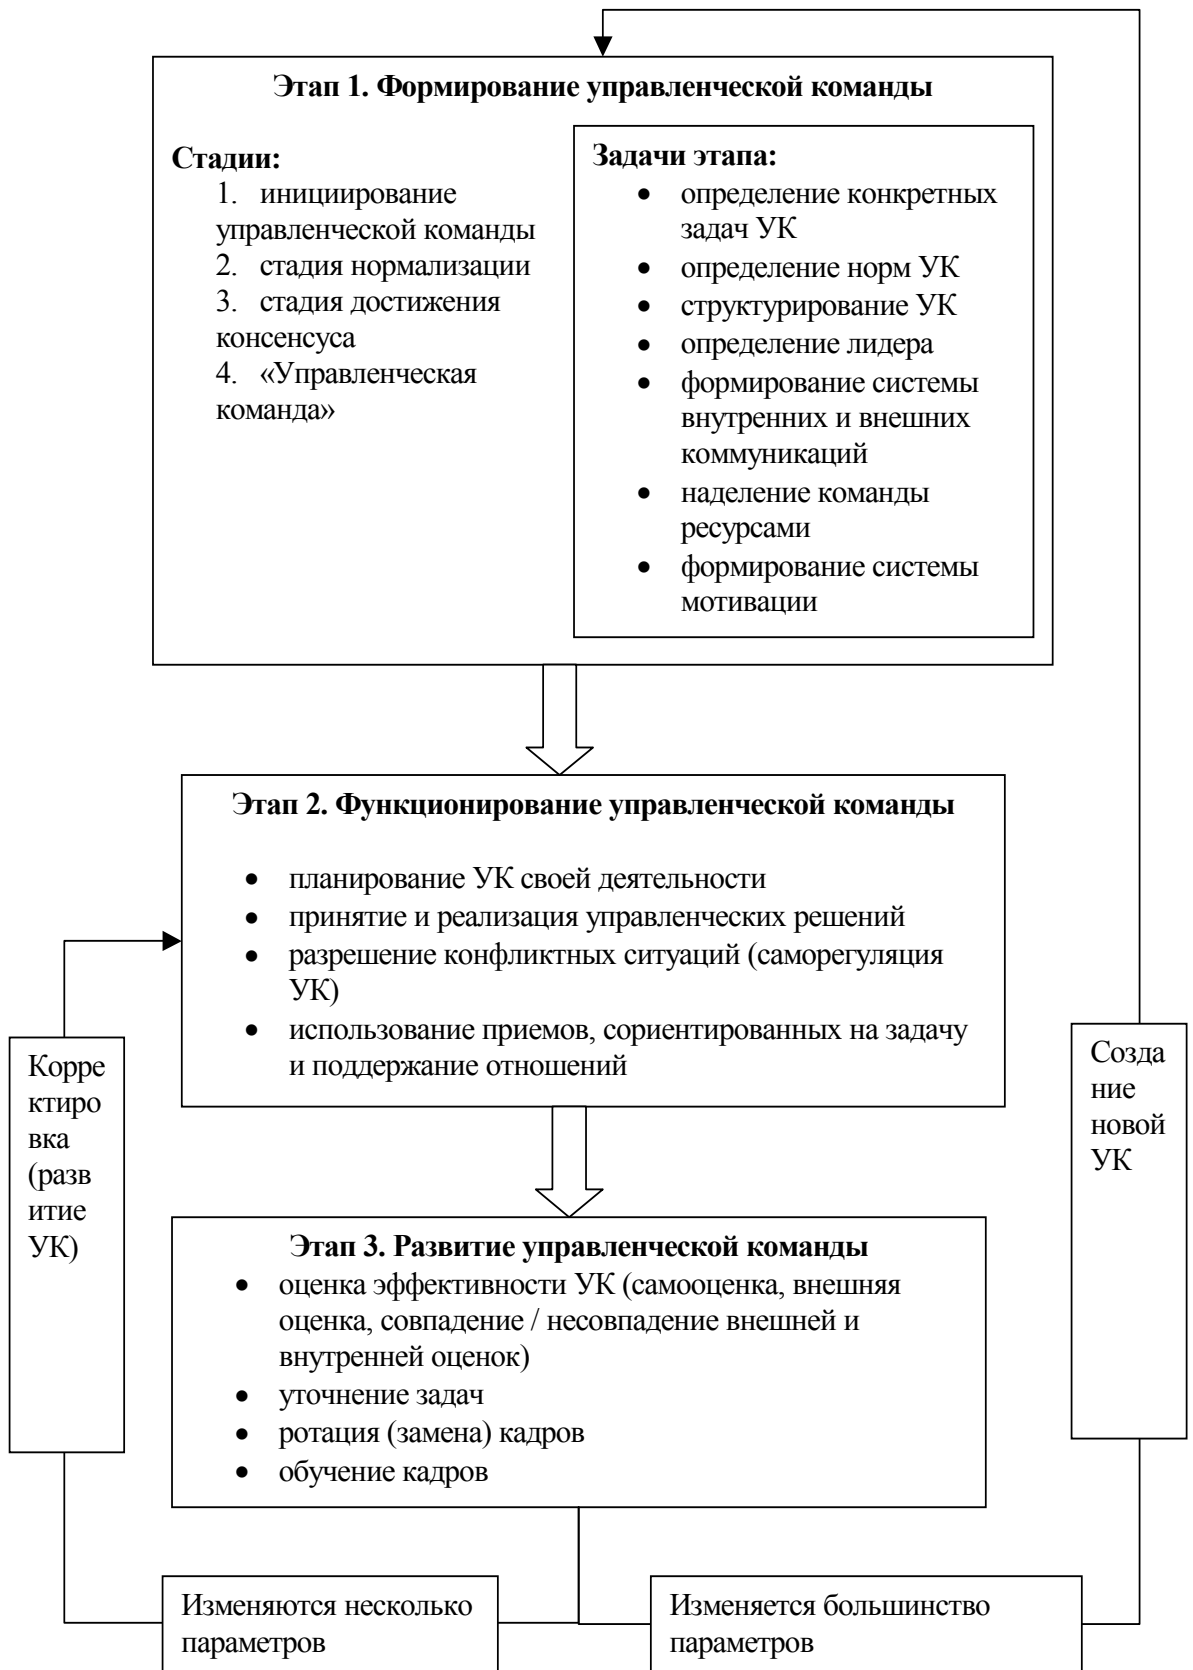 Этап 1. Формирование управленческой команды
Стадии:
1. инициирование
управленческой команды
2. стадия нормализации
3. стадия достижения
консенсуса
4. «Управленческая
команда»
Задачи этапа:
• определение конкретных
задач УК
• определение норм УК
• структурирование УК
• определение лидера
• формирование системы
внутренних и внешних
коммуникаций
• наделение команды
ресурсами
• формирование системы
мотивации
Этап 2. Функционирование управленческой команды
• планирование УК своей деятельности
• принятие и реализация управленческих решений
• разрешение конфликтных ситуаций (саморегуляция
УК)
• использование приемов, сориентированных на задачу
и поддержание отношений
Корре
ктиро
вка
(разв
итие
УК)
Созда
ние
новой
УК
Этап 3. Развитие управленческой команды
• оценка эффективности УК (самооценка, внешняя
оценка, совпадение / несовпадение внешней и
внутренней оценок)
• уточнение задач
• ротация (замена) кадров
• обучение кадров
Изменяются несколько
параметров
Изменяется большинство
параметров